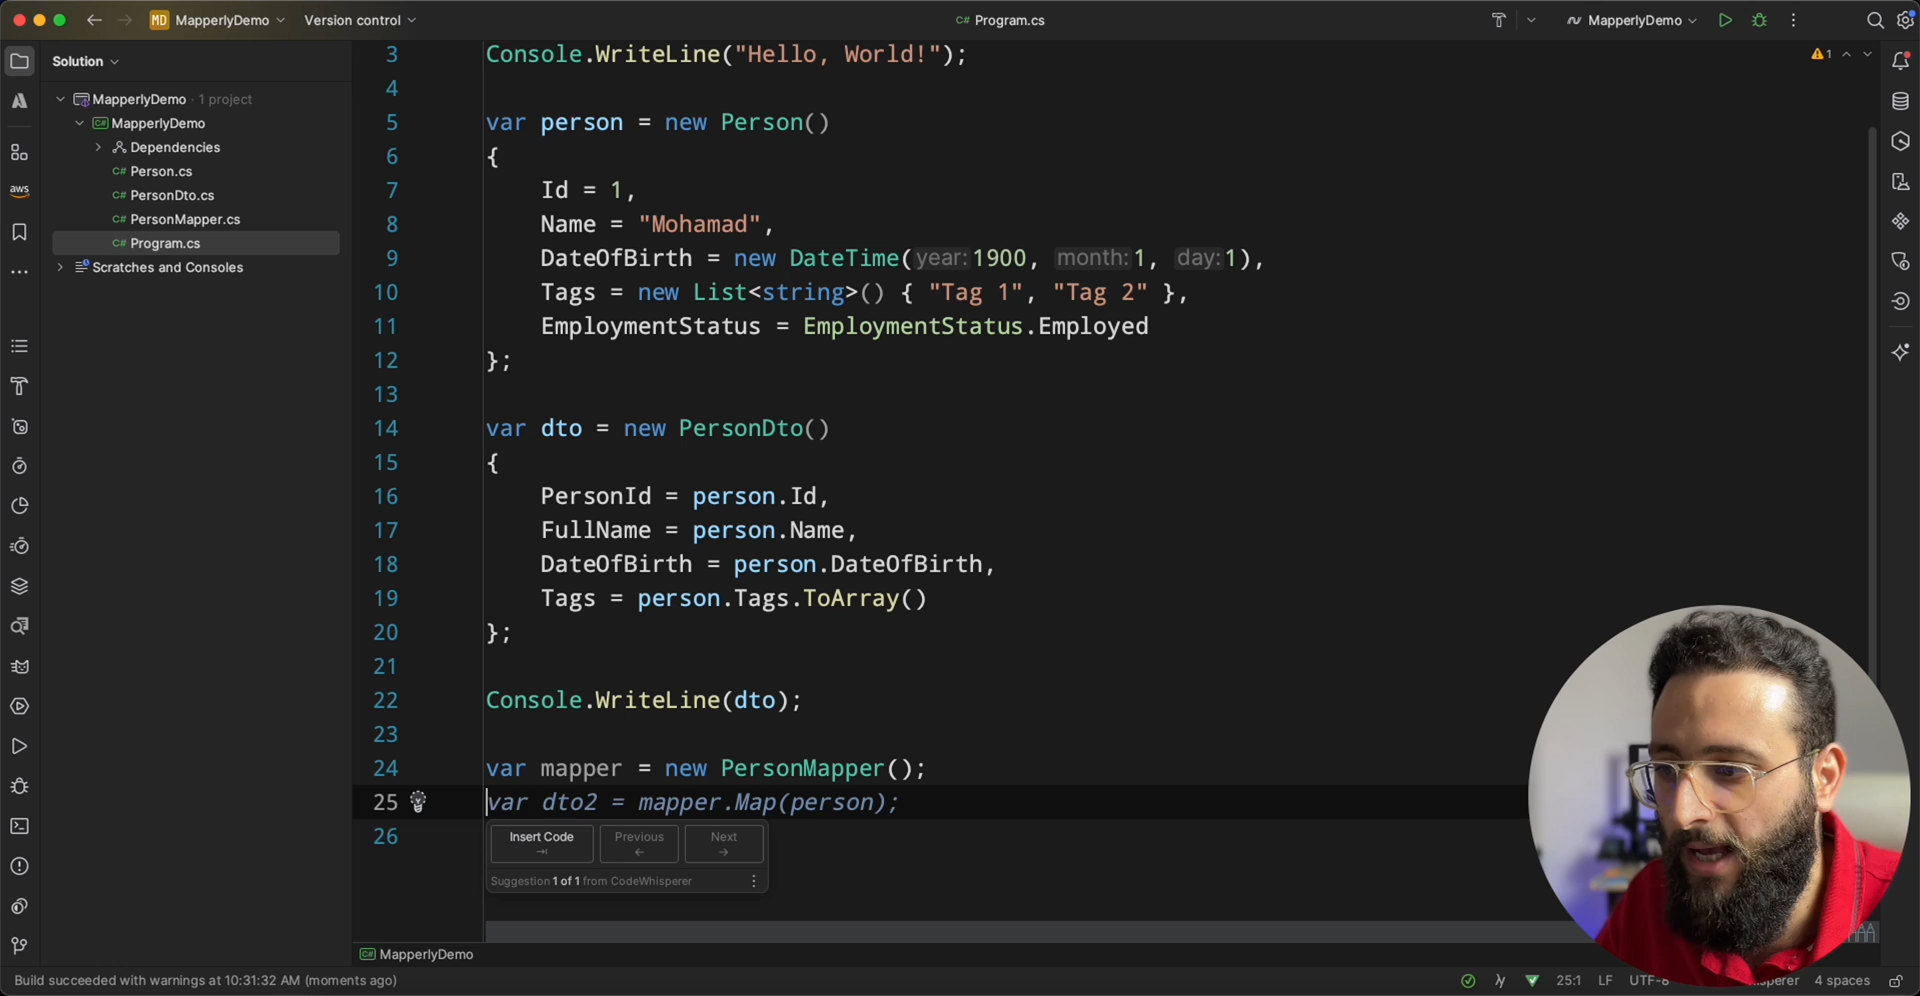 MD MapperlyDemo
Version control
C# Program.cs
MapperlyDemo
Solution
MapperlyDemo · 1 project
C# MapperlyDemo
Dependencies
C# Person.cs
C# PersonDto.cs
C# PersonMapper.cs
C# Program.cs
Scratches and Consoles
aws
1
3 Console.WriteLine("Hello, World!");
4
5 var person = new Person()
6 {
7 Id = 1,
8 Name = "Mohamad",
9 DateOfBirth = new DateTime(year:1900, month:1, day:1),
10 Tags = new List<string>() { "Tag 1", "Tag 2" },
11 EmploymentStatus = EmploymentStatus.Employed
12 };
13
14 var dto = new PersonDto()
15 {
16 PersonId = person.Id,
17 FullName = person.Name,
18 DateOfBirth = person.DateOfBirth,
19 Tags = person.Tags.ToArray()
20 };
21
22 Console.WriteLine(dto);
23
24 var mapper = new PersonMapper();
25 var dto2 = mapper.Map(person);
26
Insert Code
Previous
Next
Suggestion 1 of 1 from CodeWhisperer
C# MapperlyDemo
Build succeeded with warnings at 10:31:32 AM (moments ago)
25:1 LF UTF-8 4 spaces